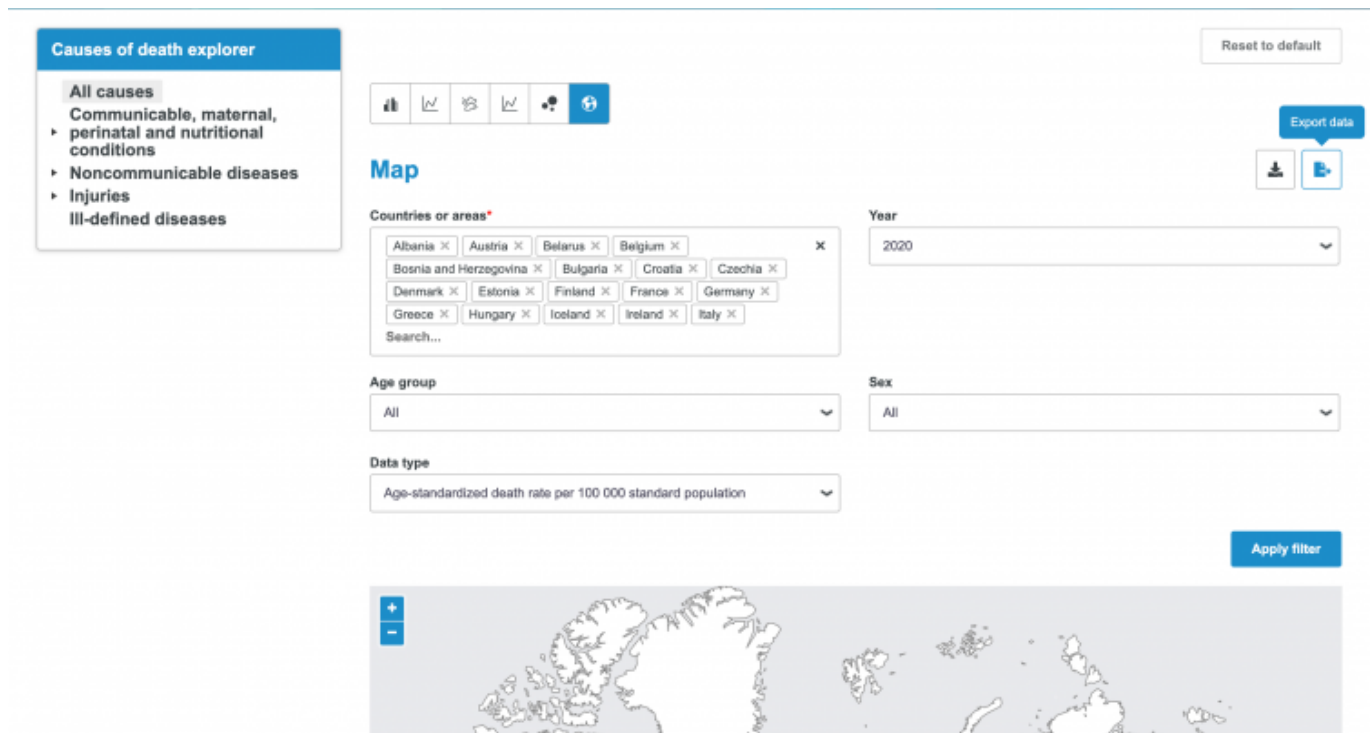 Causes of death explorer
All causes
Communicable, maternal,
perinatal and nutritional
conditions
Noncommunicable diseases
Injuries
Ill-defined diseases
Reset to default
Export data
Map
Countries or areas*
Albania × Austria × Belarus × Belgium ×
Bosnia and Herzegovina × Bulgaria × Croatia × Czechia ×
Denmark × Estonia × Finland × France × Germany ×
Greece × Hungary × Iceland × Ireland × Italy ×
Search...
Year
2020
Age group
All
Sex
All
Data type
Age-standardized death rate per 100 000 standard population
Apply filter
+
−